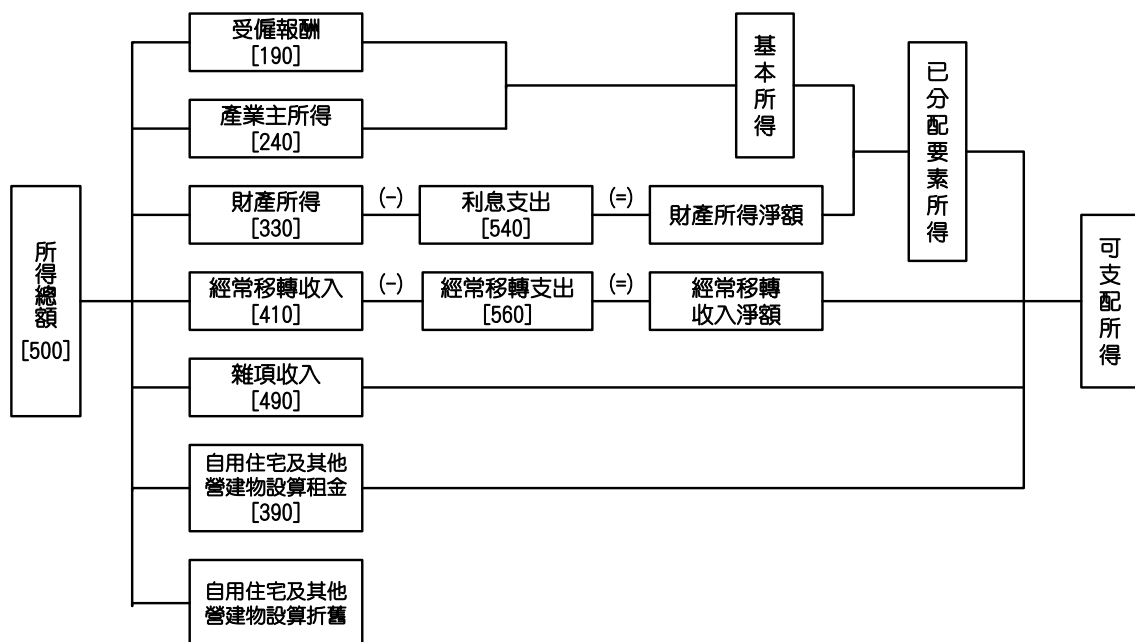 所得總額
[500]
受僱報酬
[190]
產業主所得
[240]
財產所得
[330]
(-)
利息支出
[540]
(=)
財產所得淨額
經常移轉收入
[410]
(-)
經常移轉支出
[560]
(=)
經常移轉
收入淨額
雜項收入
[490]
自用住宅及其他
營建物設算租金
[390]
自用住宅及其他
營建物設算折舊
基本所得
已分配要素所得
可支配所得